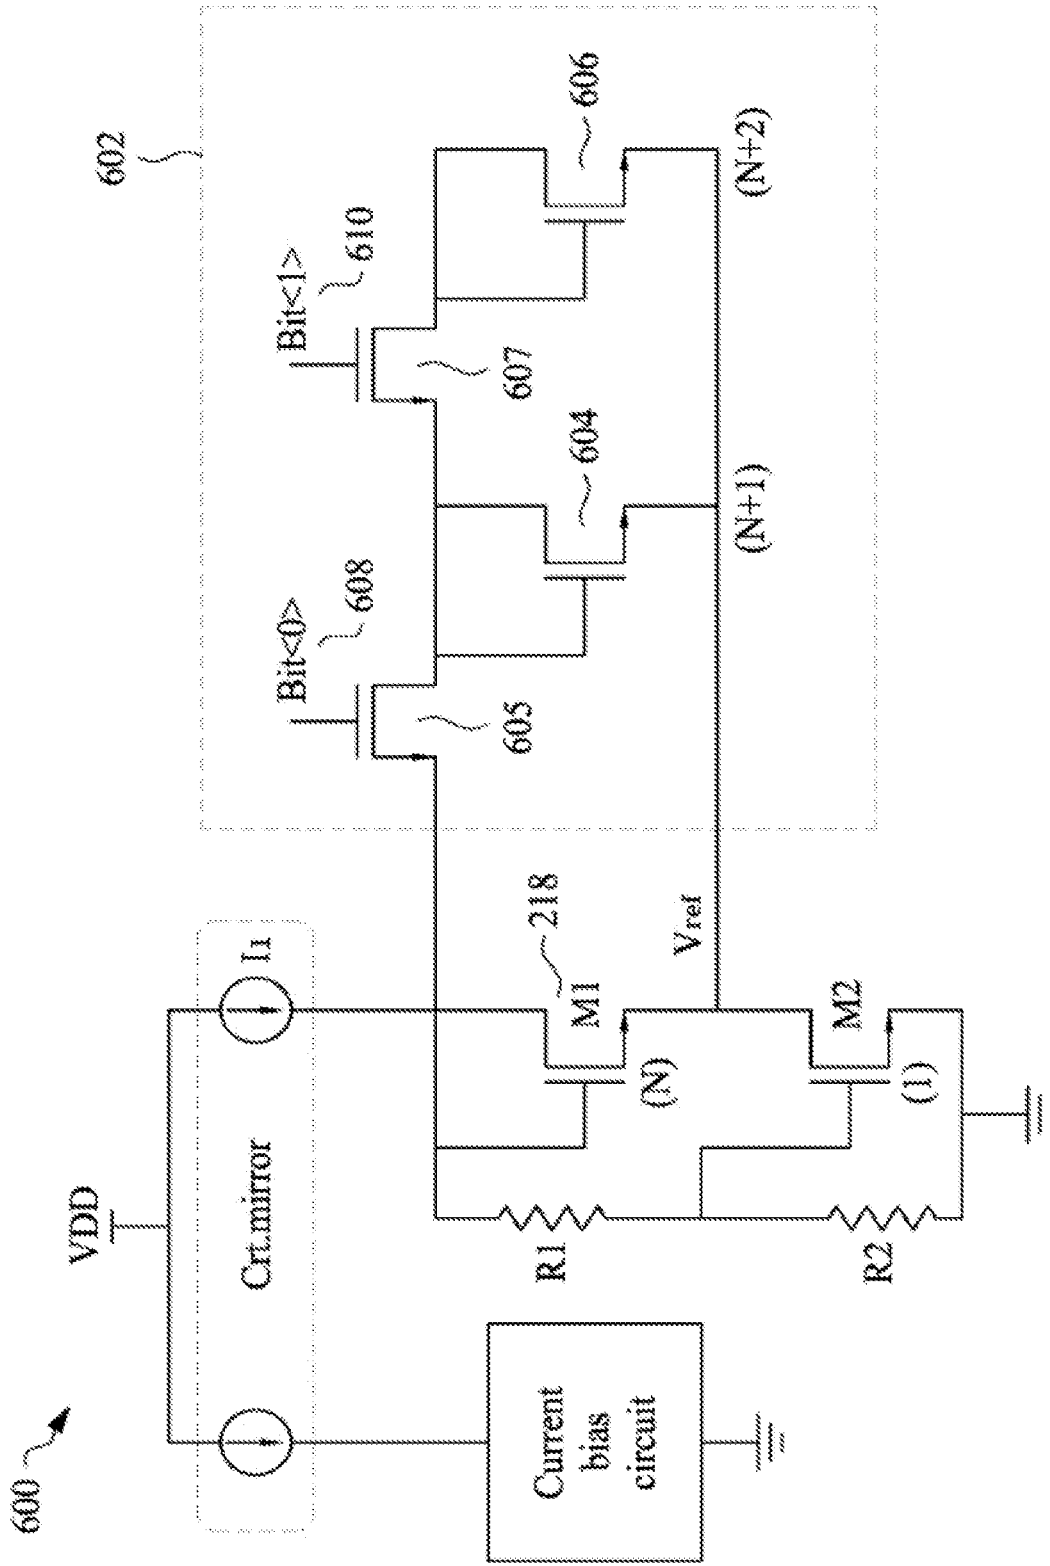 600
VDD
Crt.mirror
I1
602
Bit<0>
608
Bit<1>
610
605
607
604
606
Current
bias
circuit
R1
R2
M1
218
(N)
Vref
M2
(1)
(N+1)
(N+2)